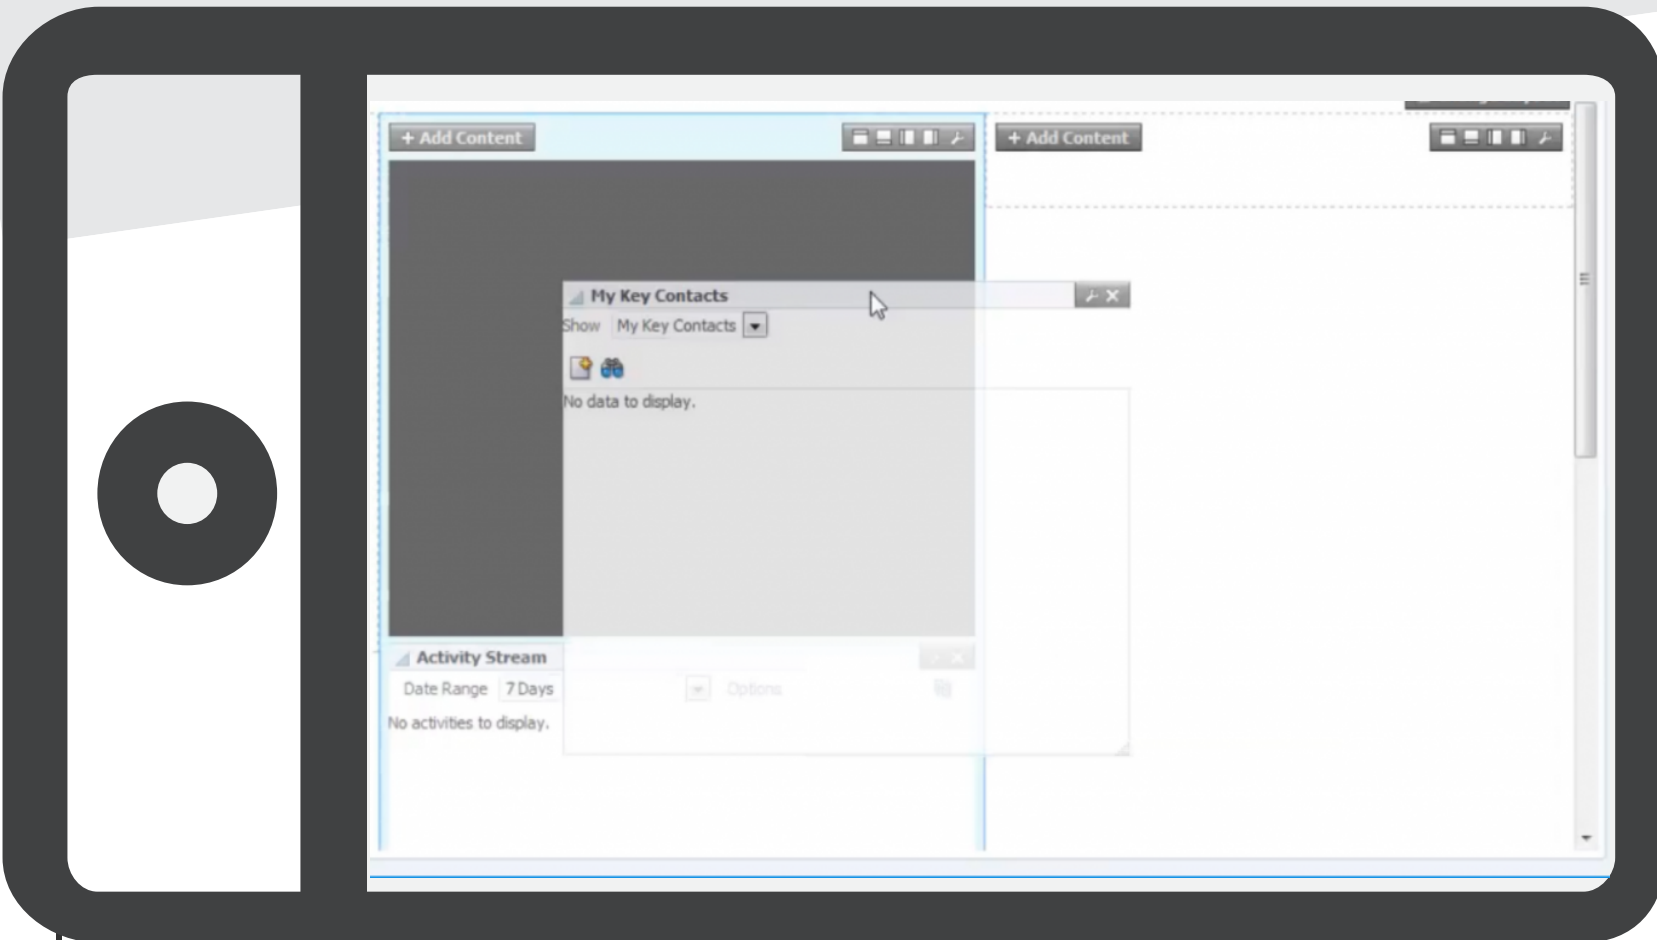 + Add Content
+ Add Content
My Key Contacts
Show My Key Contacts
No data to display.
Activity Stream
Date Range 7 Days Options
No activities to display.